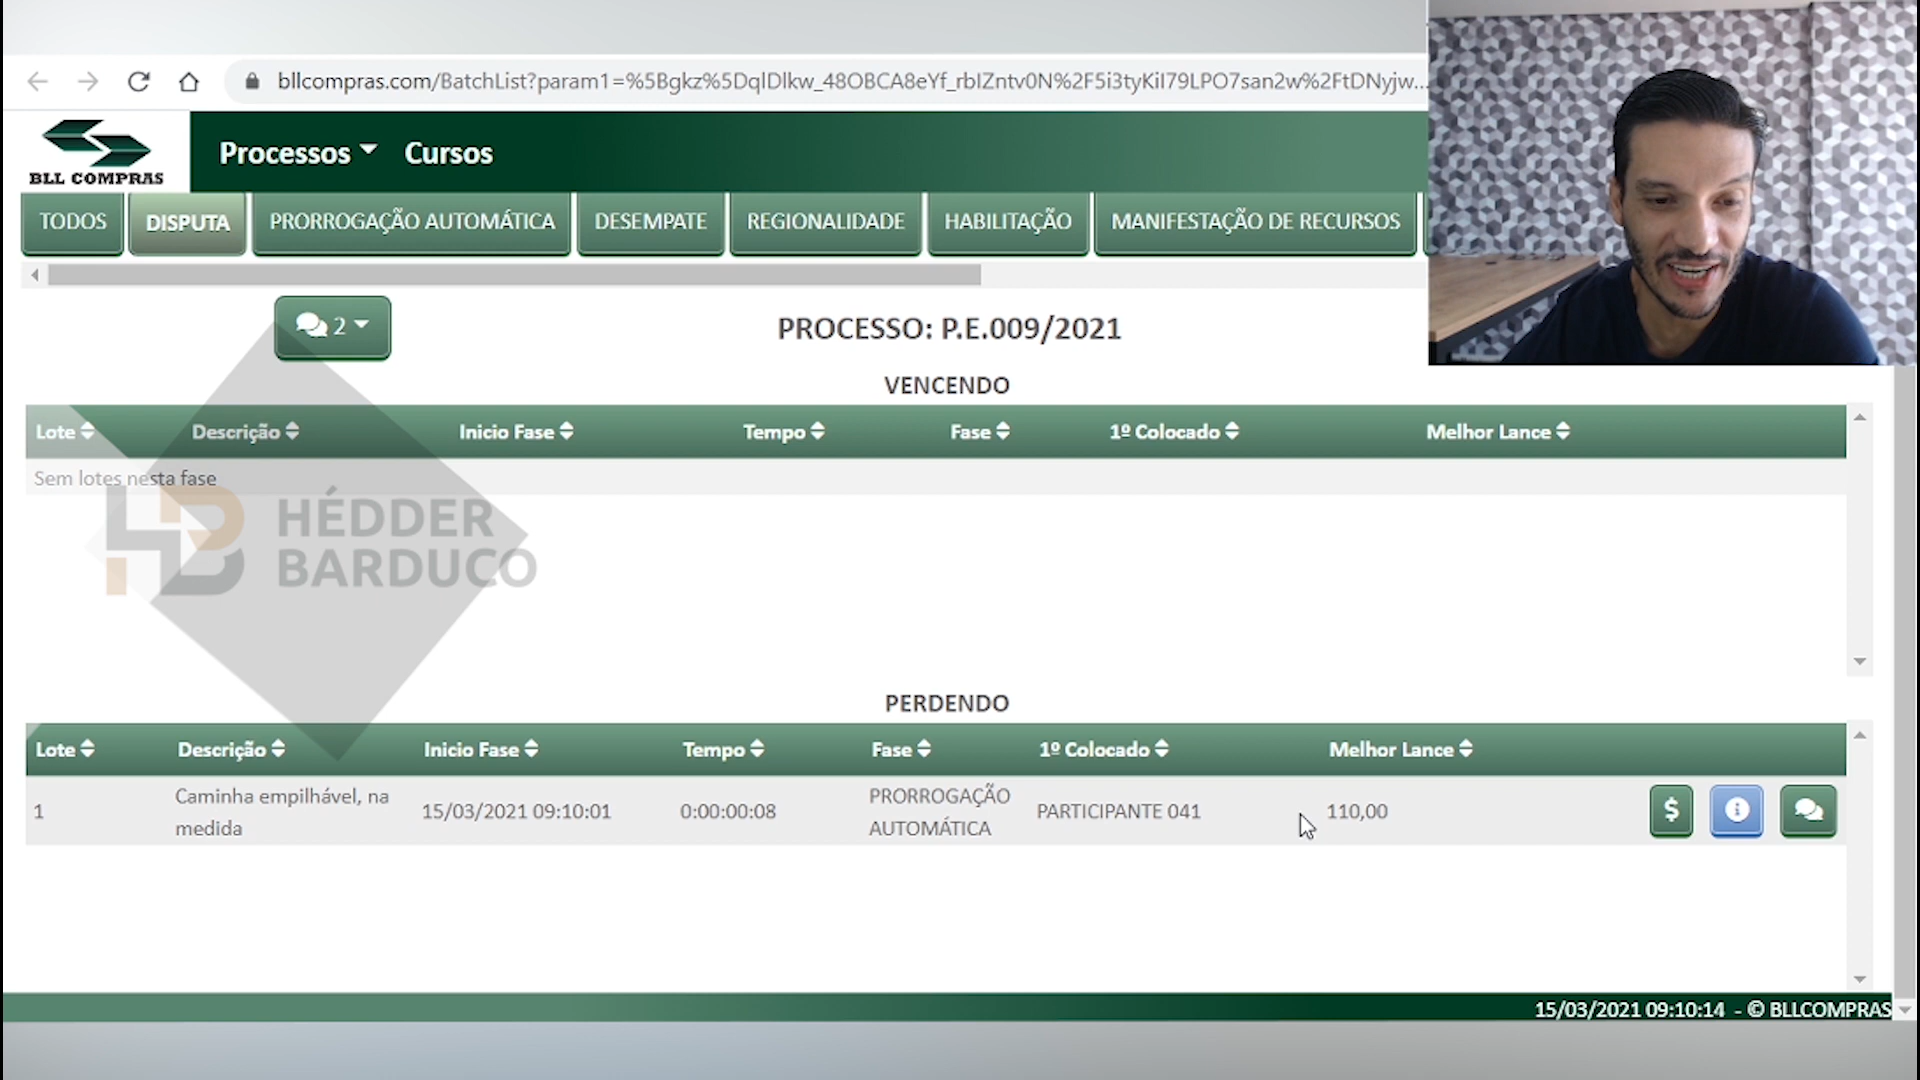 bllcompras.com/BatchList?param1=%5Bgkz%5DqlDlkw_48OBCA8eYf_rbIZntv0N%2F5i3tyKiI79LPO7san2w%2FtDNyjw...
BLL COMPRAS
Processos
Cursos
TODOS
DISPUTA
PRORROGAÇÃO AUTOMÁTICA
DESEMPATE
REGIONALIDADE
HABILITAÇÃO
MANIFESTAÇÃO DE RECURSOS
2
PROCESSO: P.E.009/2021
VENCENDO
Lote Descrição Inicio Fase Tempo Fase 1º Colocado Melhor Lance
Sem lotes nesta fase
HÉDDER
BARDUCO
PERDENDO
Lote Descrição Inicio Fase Tempo Fase 1º Colocado Melhor Lance
1 Caminha empilhável, na medida 15/03/2021 09:10:01 0:00:00:08 PRORROGAÇÃO AUTOMÁTICA PARTICIPANTE 041 110,00
15/03/2021 09:10:14 - © BLLCOMPRAS